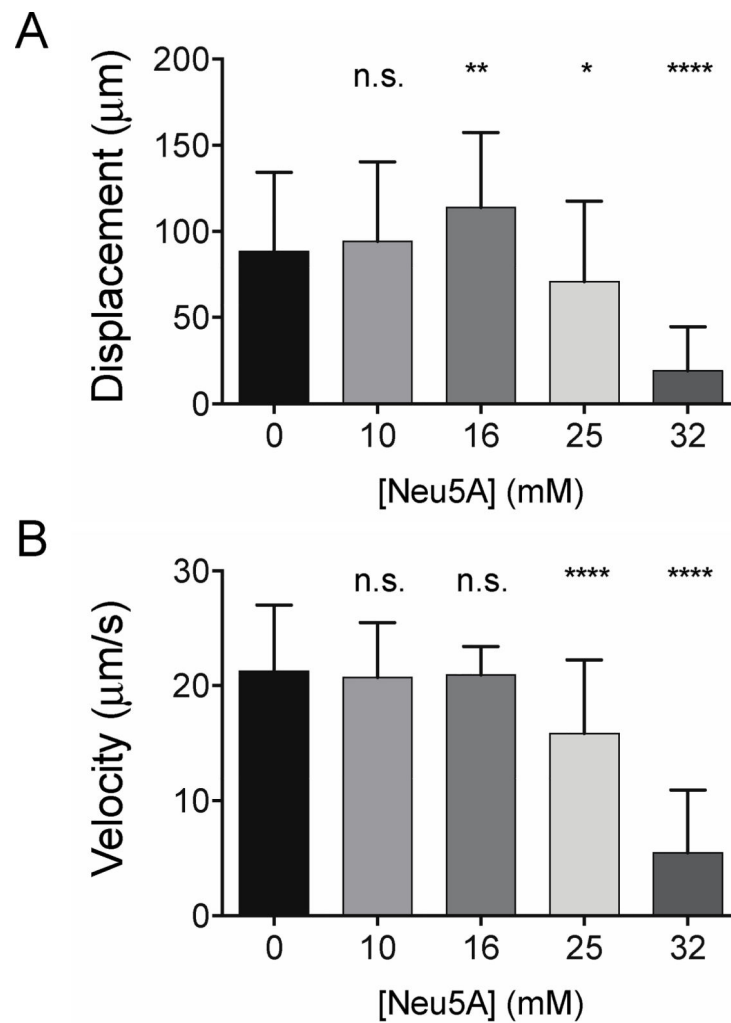 A
Displacement (μm)
200
150
100
50
0
n.s.
**
*
****
0 10 16 25 32
[Neu5A] (mM)
B
Velocity (μm/s)
30
20
10
0
n.s.
n.s.
****
****
0 10 16 25 32
[Neu5A] (mM)